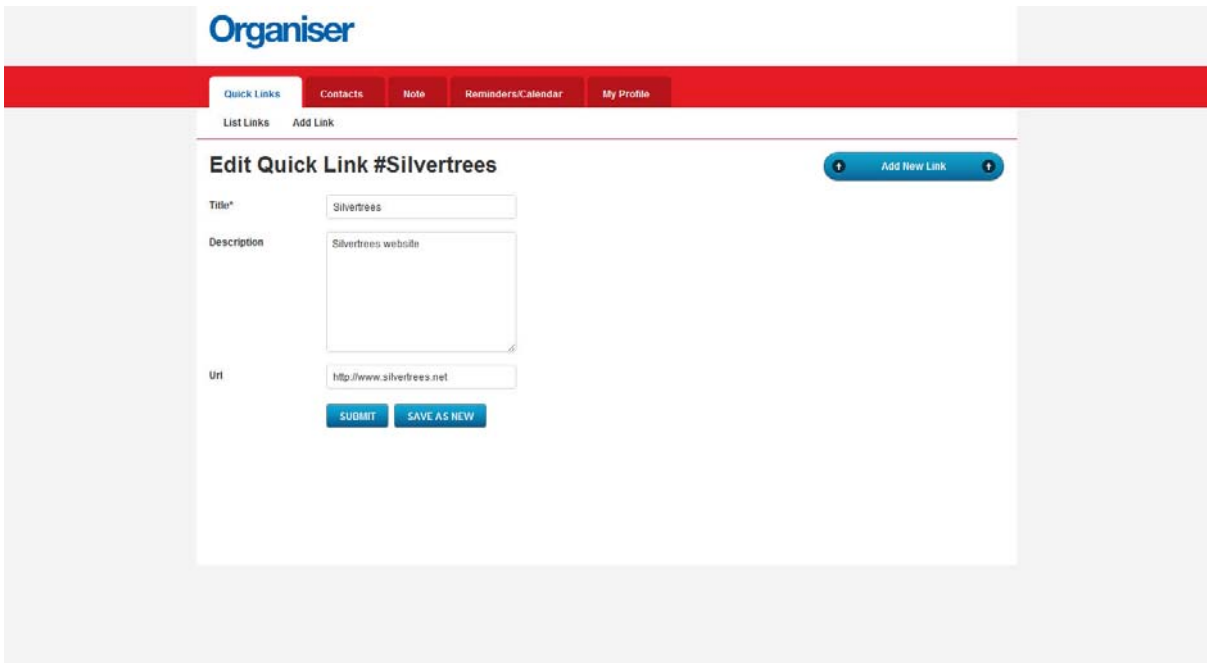 Organiser
Quick Links Contacts Note Reminders/Calendar My Profile
List Links Add Link
Edit Quick Link #Silvertrees
Add New Link
Title* Silvertrees
Description Silvertrees website
Url http://www.silvertrees.net
SUBMIT SAVE AS NEW